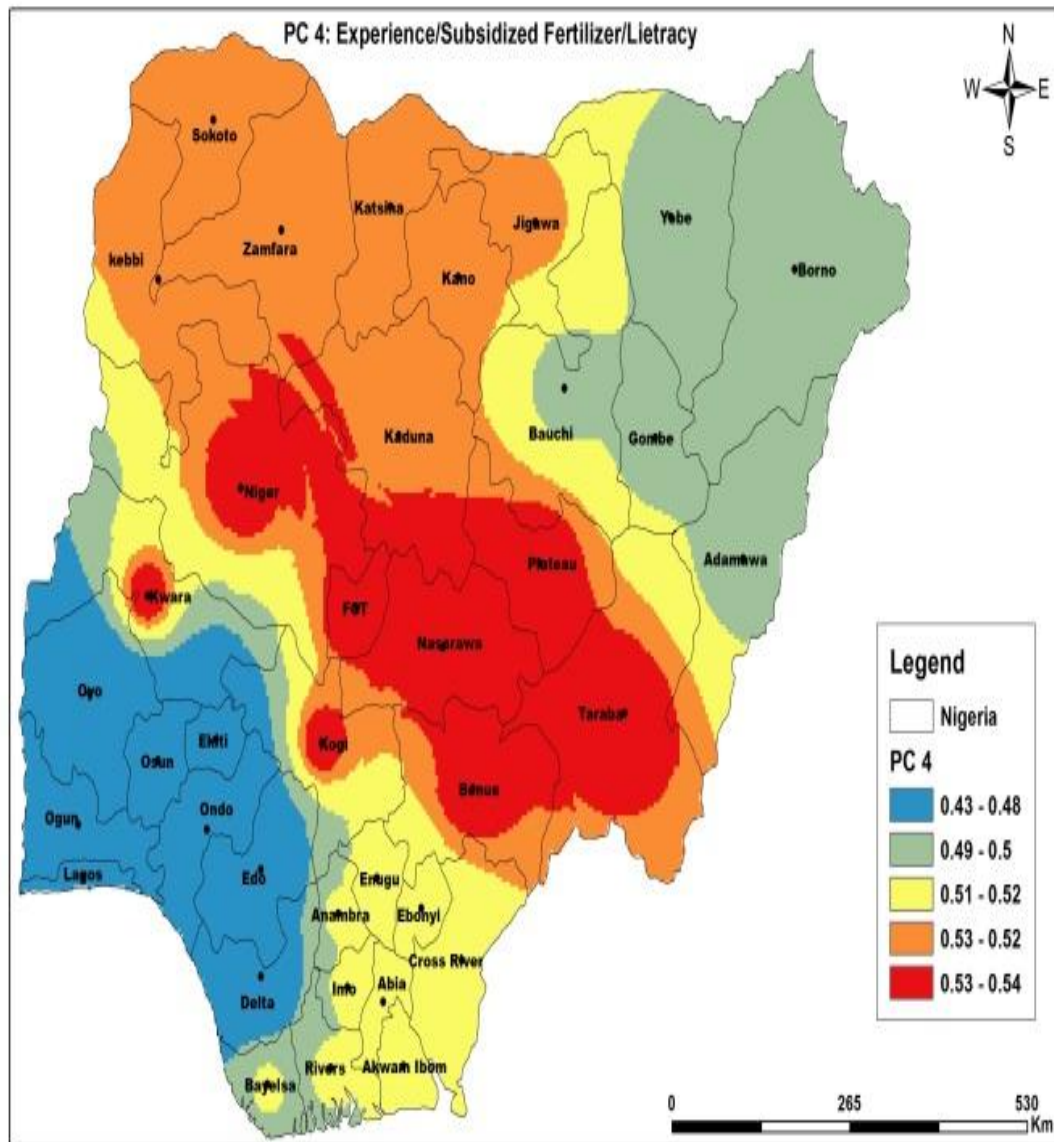 PC 4: Experience/Subsidized Fertilizer/Lietracy
N
W E
S
Sokoto
Katsina
Jigawa
Yobe
Zamfara
kebbi
Kano
Borno
Kaduna
Bauchi
Gombe
Niger
Adamawa
Plateau
Kwara
FCT
Nasarawa
Oyo
Taraba
Ekiti
Kogi
Osun
Benue
Ogun
Ondo
Lagos
Edo
Enugu
Anambra
Ebonyi
Cross River
Imo
Abia
Delta
Bayelsa
Rivers
Akwam Ibom
Legend
Nigeria
PC 4
0.43 - 0.48
0.49 - 0.5
0.51 - 0.52
0.53 - 0.52
0.53 - 0.54
0 265 530
Km